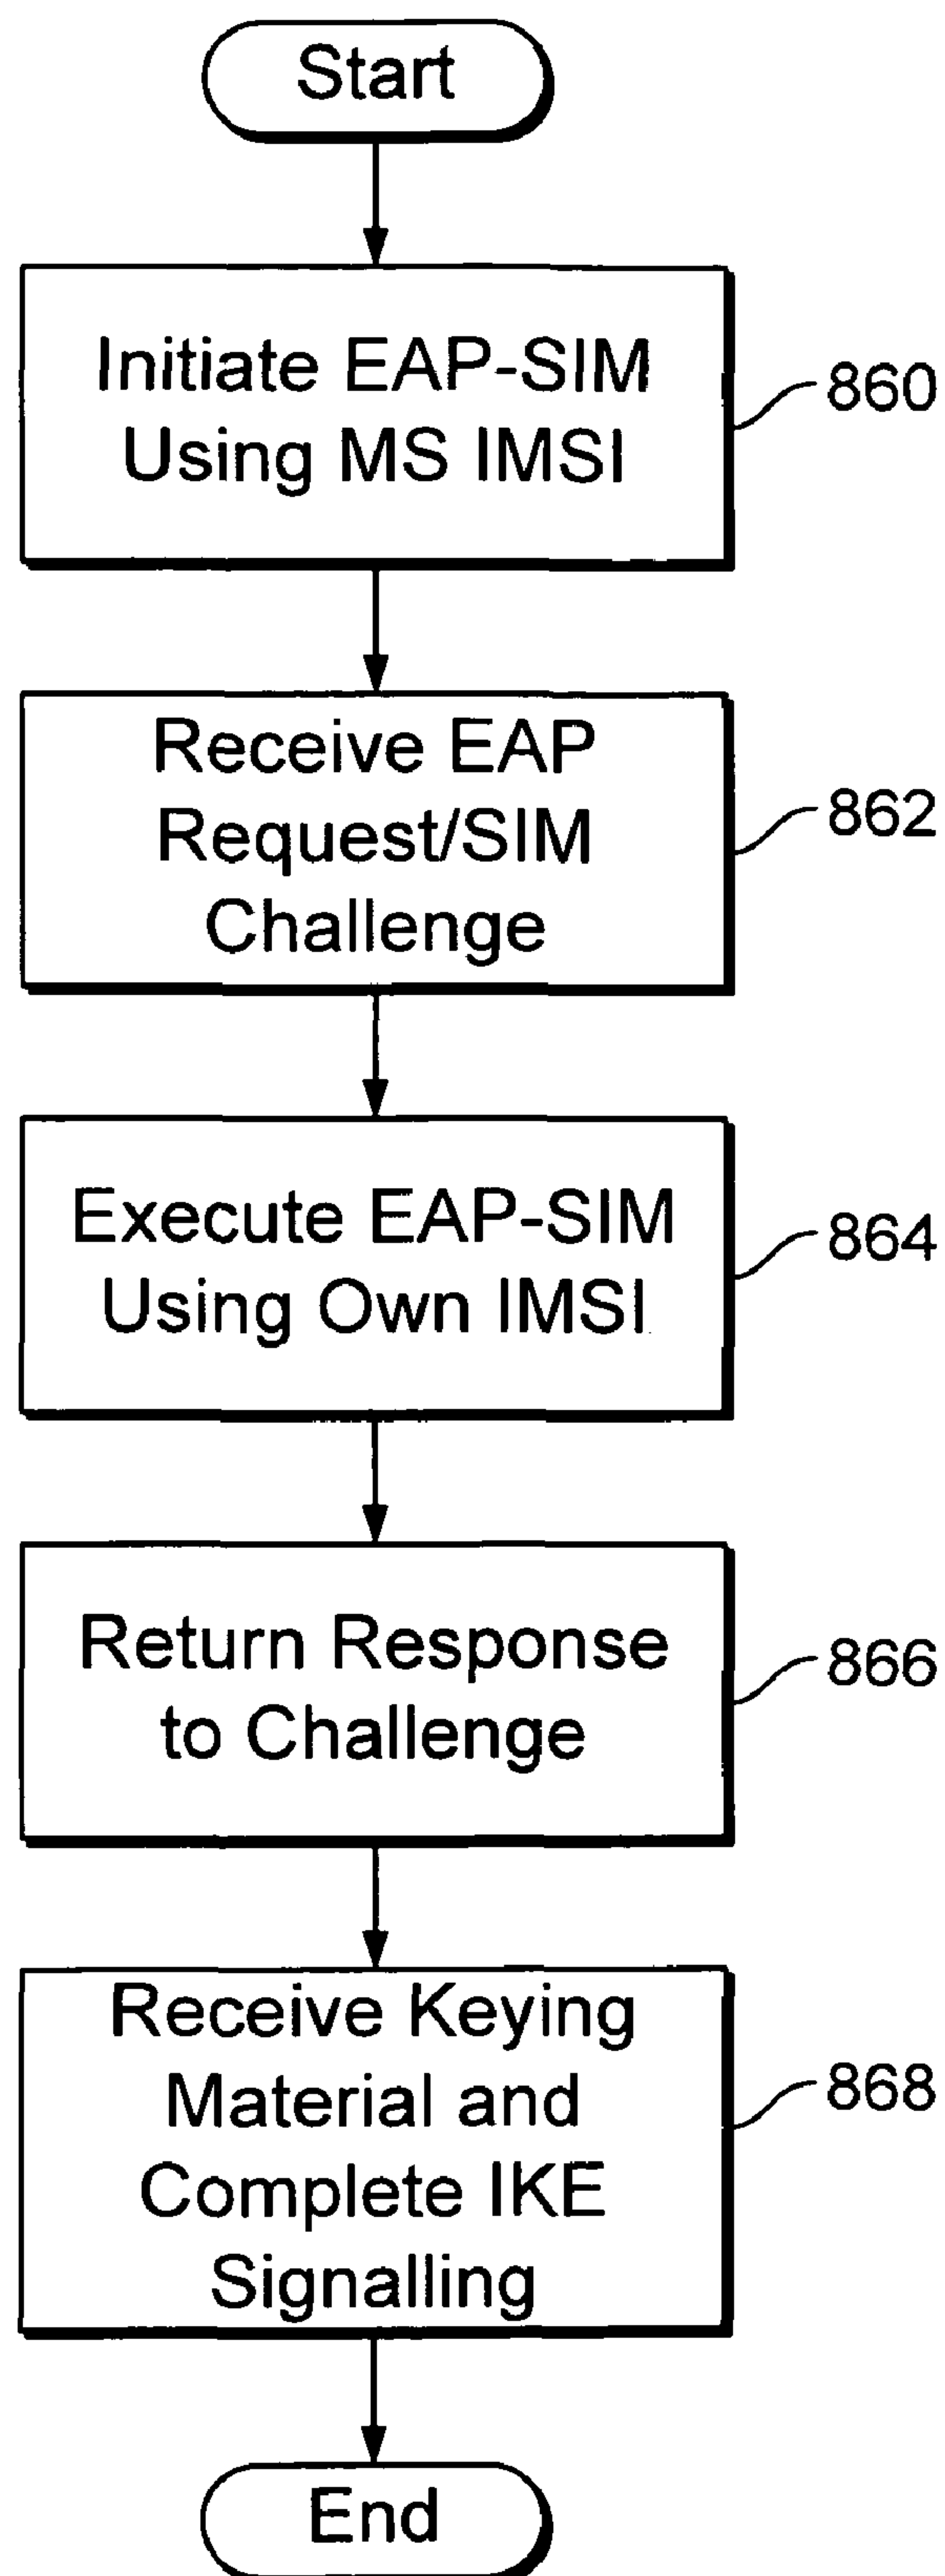 Start
Initiate EAP-SIM
Using MS IMSI
860
Receive EAP
Request/SIM
Challenge
862
Execute EAP-SIM
Using Own IMSI
864
Return Response
to Challenge
866
Receive Keying
Material and
Complete IKE
Signalling
868
End